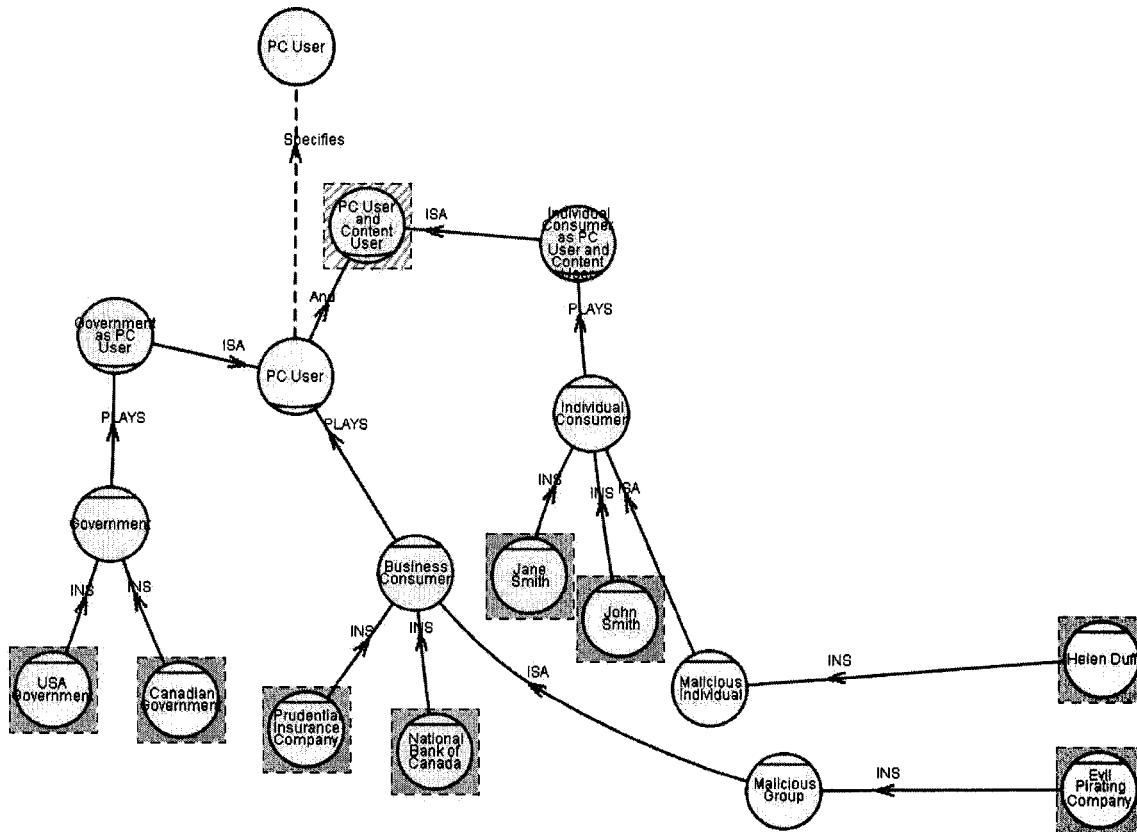 PC User
Specifies
PC User
and
Content
User
ISA
Individual
Consumer
as PC
User and
Content
User
And
PLAYS
Government
as PC
User
ISA
PC User
PLAYS
PLAYS
Individual
Consumer
INS
INS
ISA
Government
Business
Consumer
Jane
Smith
John
Smith
INS
INS
INS
INS
ISA
INS
Helen Duff
USA
Government
Canadian
Government
Prudential
Insurance
Company
National
Bank of
Canada
Malicious
Individual
Malicious
Group
INS
Evil
Pirating
Company